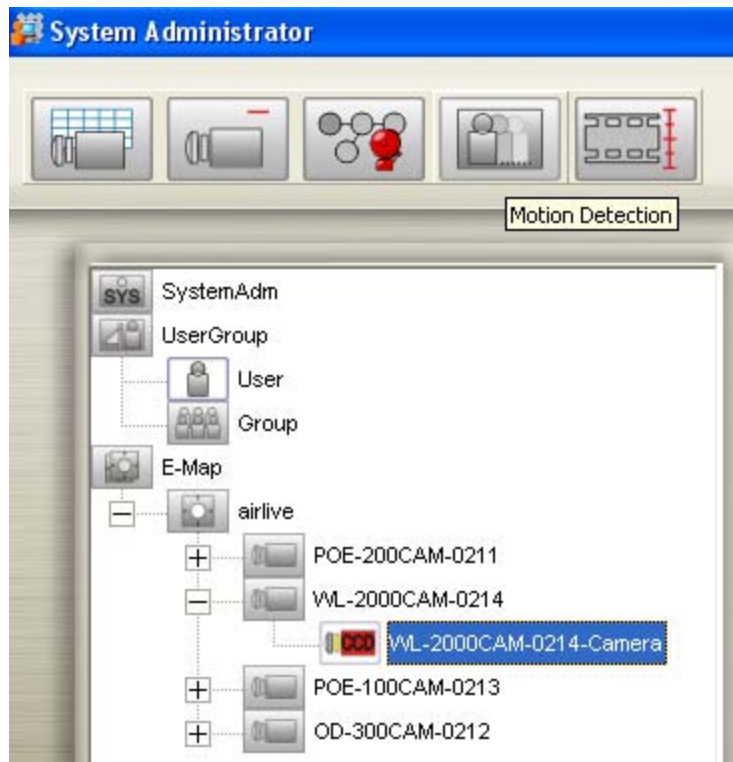 System Administrator
Motion Detection
SYS SystemAdm
UserGroup
User
Group
E-Map
airlive
POE-200CAM-0211
WL-2000CAM-0214
CCD WL-2000CAM-0214-Camera
POE-100CAM-0213
OD-300CAM-0212